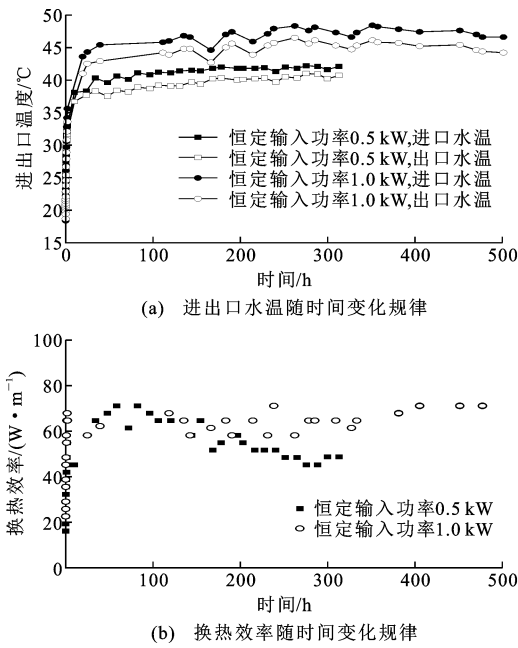 50
45
40
35
30
25
20
15
进出口温度/℃
恒定输入功率0.5 kW,进口水温
恒定输入功率0.5 kW,出口水温
恒定输入功率1.0 kW,进口水温
恒定输入功率1.0 kW,出口水温
0 100 200 300 400 500
时间/h
(a) 进出口水温随时间变化规律
100
80
60
40
20
0
换热效率/(W·m⁻¹)
恒定输入功率0.5 kW
恒定输入功率1.0 kW
0 100 200 300 400 500
时间/h
(b) 换热效率随时间变化规律